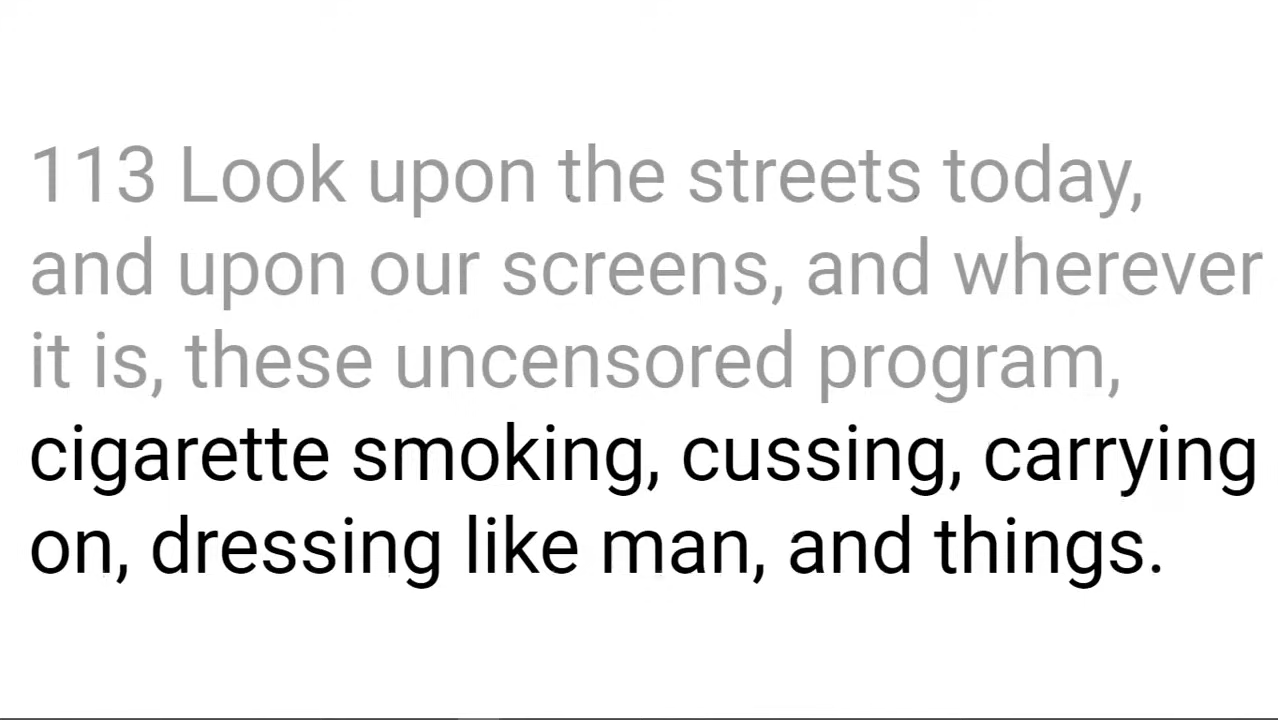 113 Look upon the streets today,
and upon our screens, and wherever
it is, these uncensored program,
cigarette smoking, cussing, carrying
on, dressing like man, and things.